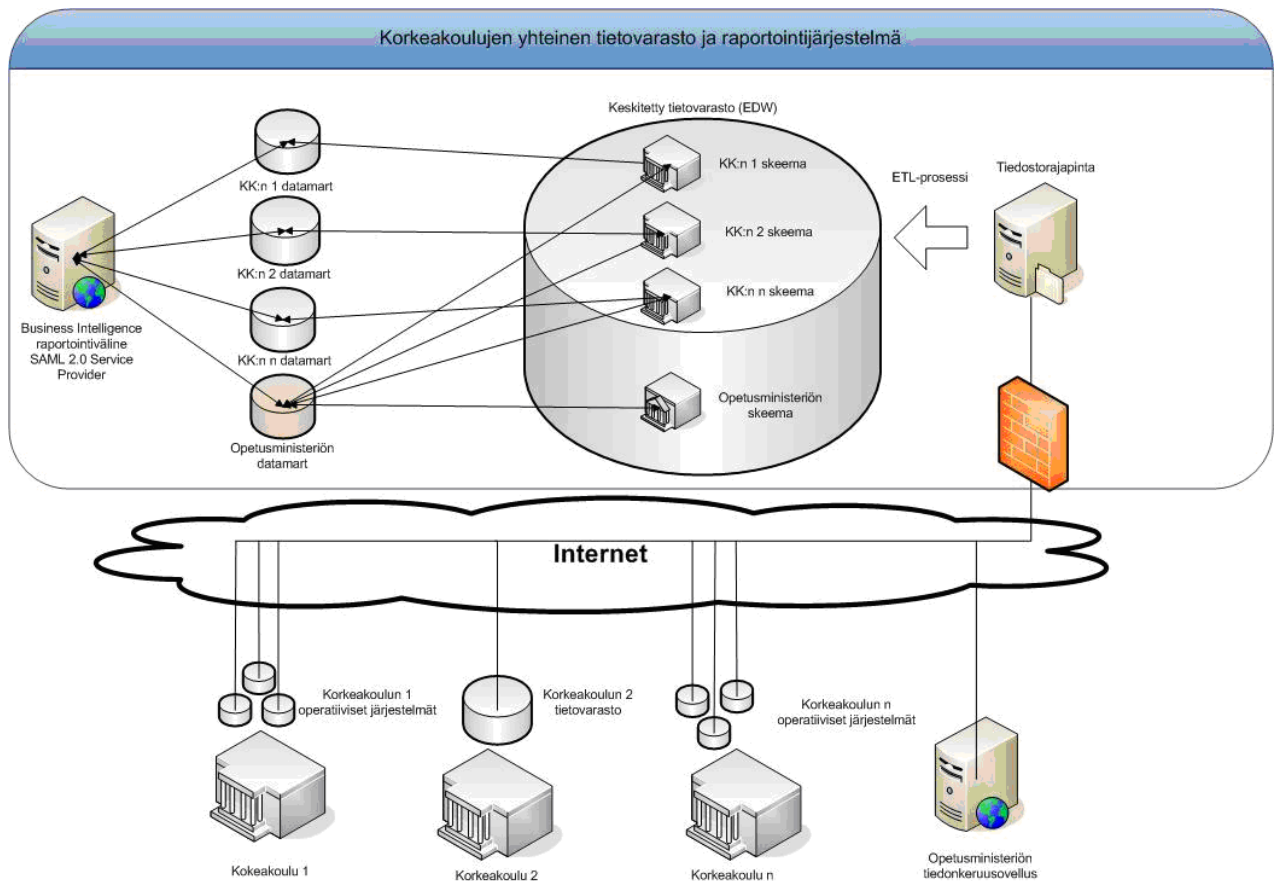 Korkeakoulujen yhteinen tietovarasto ja raportointijärjestelmä
Keskitetty tietovarasto (EDW)
KK:n 1 skeema
KK:n 2 skeema
KK:n n skeema
Opetusministeriön
skeema
ETL-prosessi
Tiedostorajapinta
KK:n 1 datamart
KK:n 2 datamart
KK:n n datamart
Opetusministeriön
datamart
Business Intelligence
raportointiväline
SAML 2.0 Service
Provider
Internet
Korkeakoulun 1
operatiiviset järjestelmät
Korkeakoulun 2
tietovarasto
Korkeakoulun n
operatiiviset järjestelmät
Kokeakoulu 1
Korkeakoulu 2
Korkeakoulu n
Opetusministeriön
tiedonkeruusovellus